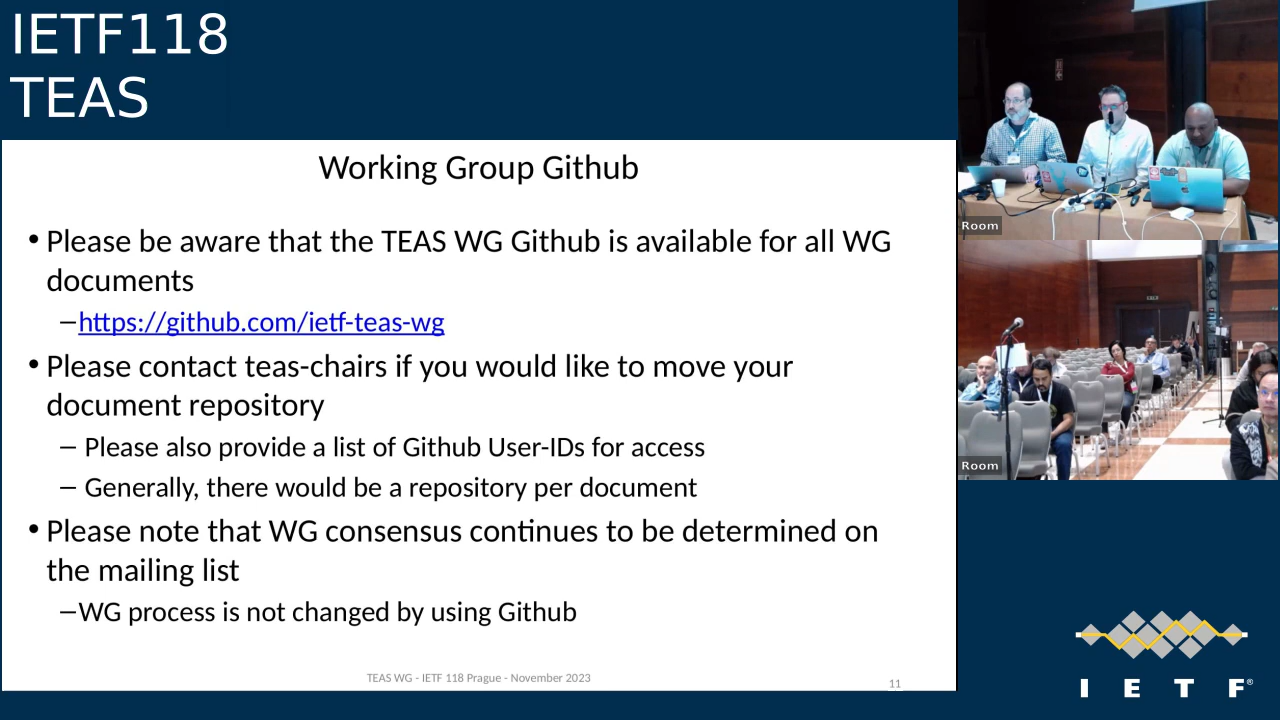 IETF118
TEAS
Working Group Github
• Please be aware that the TEAS WG Github is available for all WG
documents
–https://github.com/ietf-teas-wg
• Please contact teas-chairs if you would like to move your
document repository
– Please also provide a list of Github User-IDs for access
– Generally, there would be a repository per document
• Please note that WG consensus continues to be determined on
the mailing list
–WG process is not changed by using Github
TEAS WG - IETF 118 Prague - November 2023
11
Room
Room
I E T F®